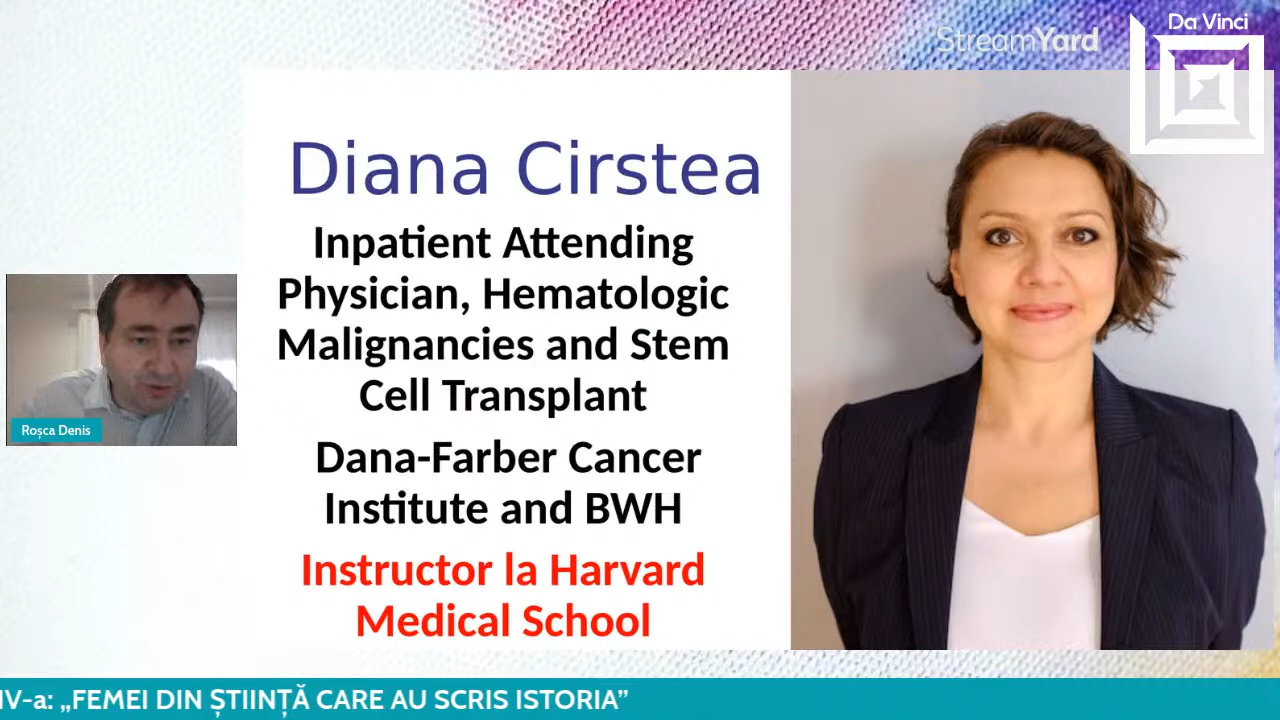 StreamYard
Da Vinci
Diana Cirstea
Inpatient Attending
Physician, Hematologic
Malignancies and Stem
Cell Transplant
Dana-Farber Cancer
Institute and BWH
Instructor la Harvard
Medical School
Roșca Denis
IV-a: „FEMEI DIN ȘTIINȚĂ CARE AU SCRIS ISTORIA”